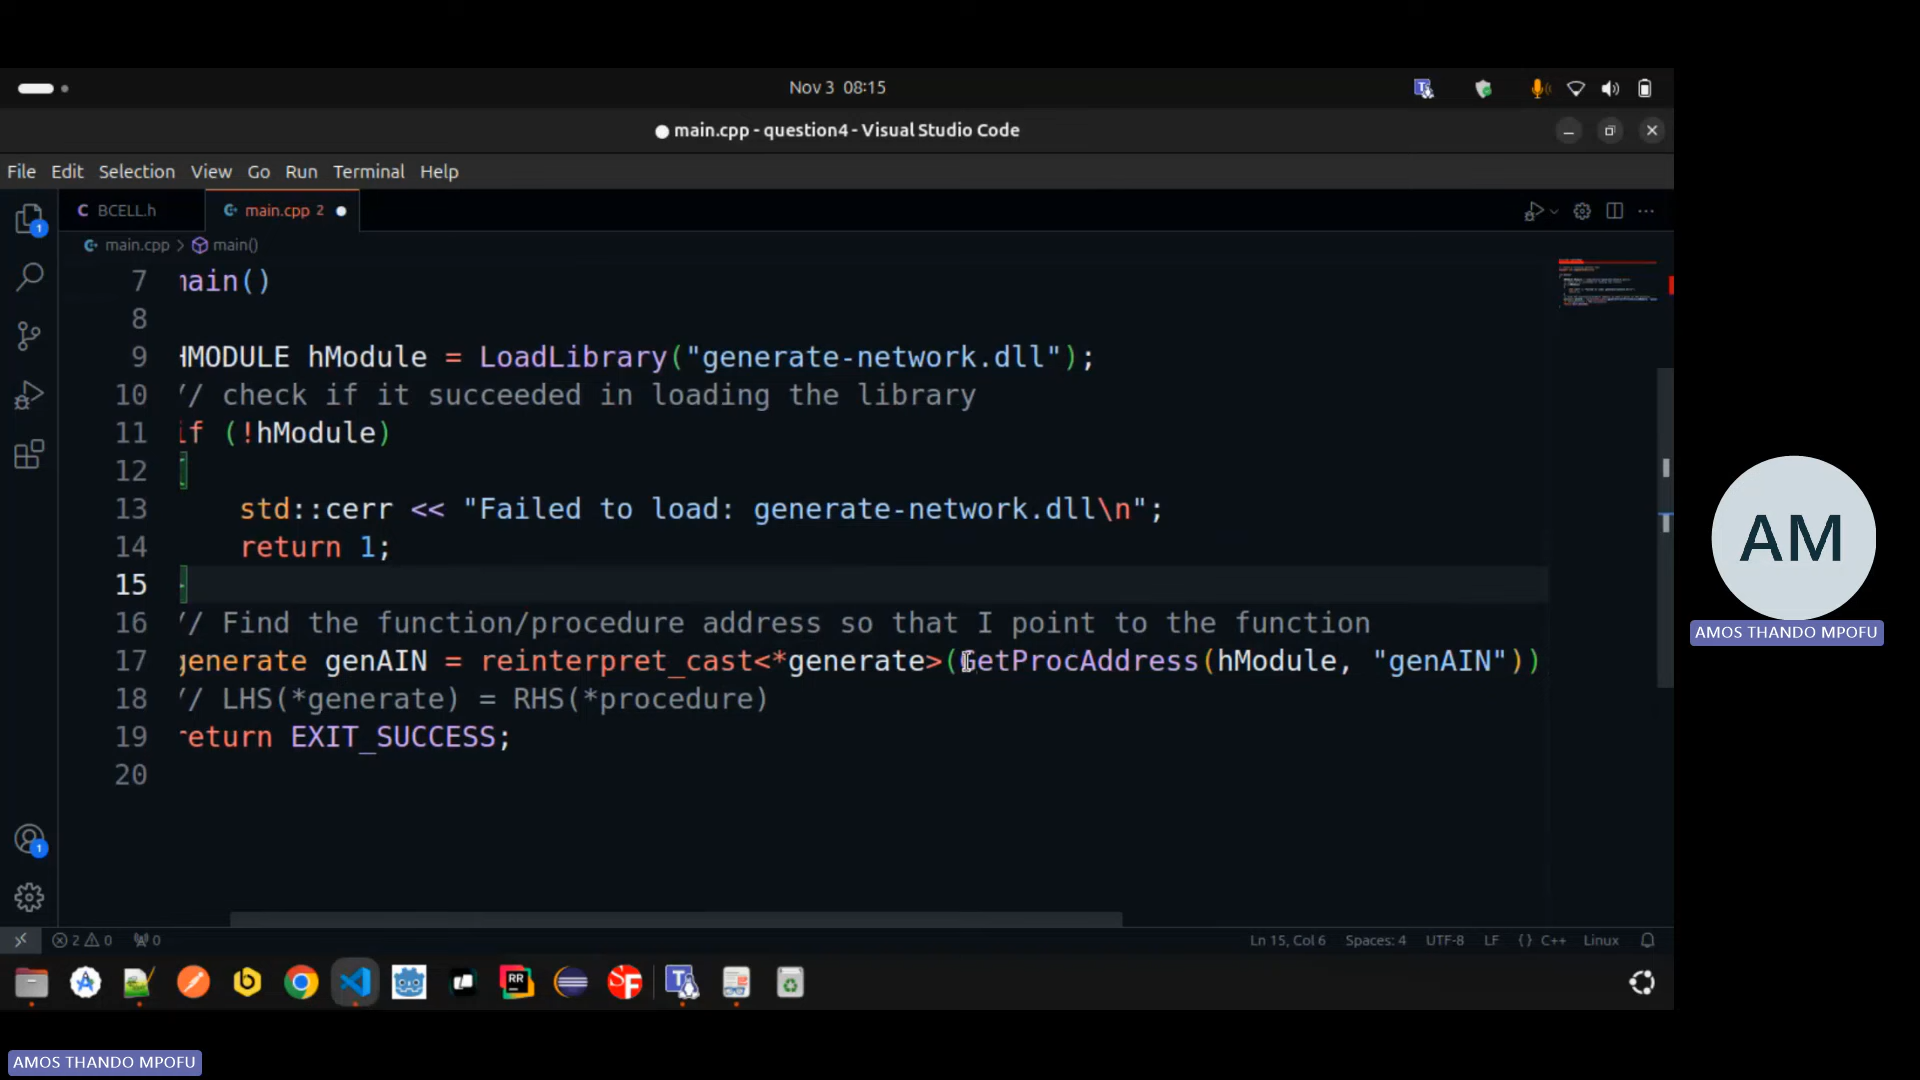 Nov 3 08:15
main.cpp - question4 - Visual Studio Code
File Edit Selection View Go Run Terminal Help
C BCELL.h main.cpp 2
main.cpp > main()
7 main()
8
9 HMODULE hModule = LoadLibrary("generate-network.dll");
10 // check if it succeeded in loading the library
11 if (!hModule)
12 {
13 std::cerr << "Failed to load: generate-network.dll\n";
14 return 1;
15 }
16 // Find the function/procedure address so that I point to the function
17 generate genAIN = reinterpret_cast<*generate>(GetProcAddress(hModule, "genAIN"))
18 // LHS(*generate) = RHS(*procedure)
19 return EXIT_SUCCESS;
20
AM
AMOS THANDO MPOFU
1
1
2 0 0 Ln 15, Col 6 Spaces: 4 UTF-8 LF {} C++ Linux
RR SF T
AMOS THANDO MPOFU